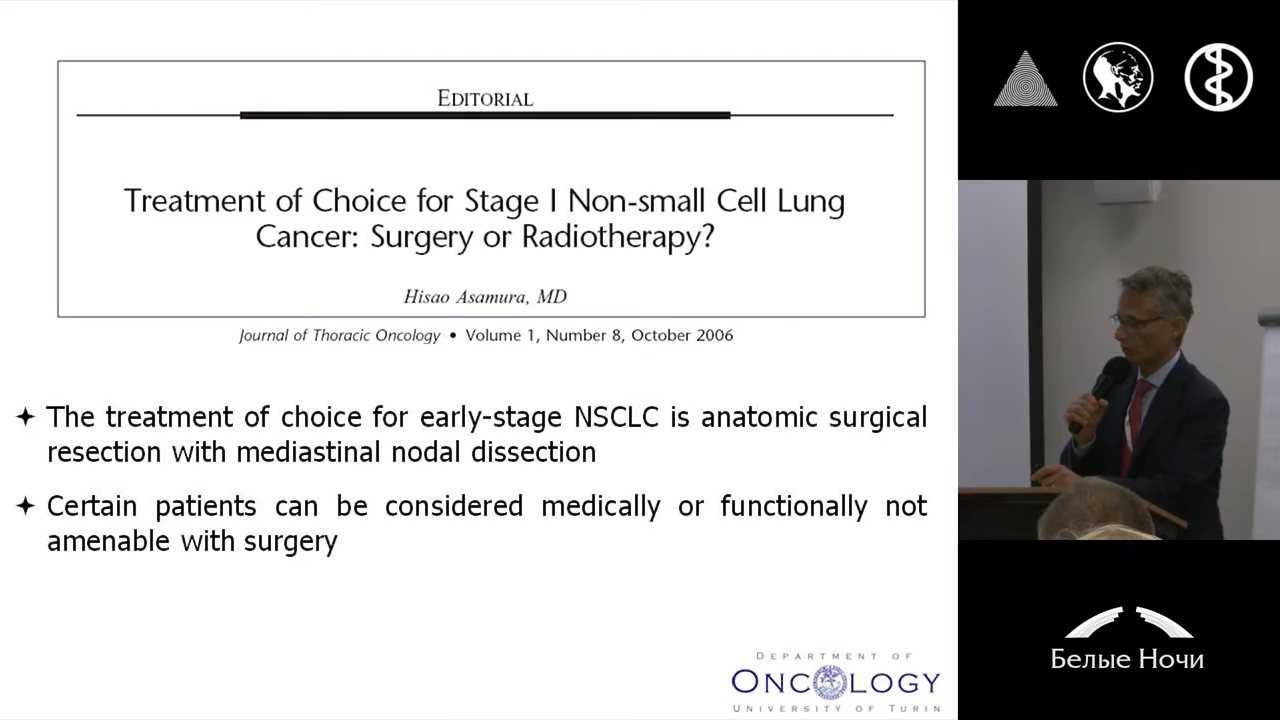 EDITORIAL
Treatment of Choice for Stage I Non-small Cell Lung
Cancer: Surgery or Radiotherapy?
Hisao Asamura, MD
Journal of Thoracic Oncology • Volume 1, Number 8, October 2006
The treatment of choice for early-stage NSCLC is anatomic surgical
resection with mediastinal nodal dissection
Certain patients can be considered medically or functionally not
amenable with surgery
DEPARTMENT OF
ONCOLOGY
UNIVERSITY OF TURIN
Белые Ночи